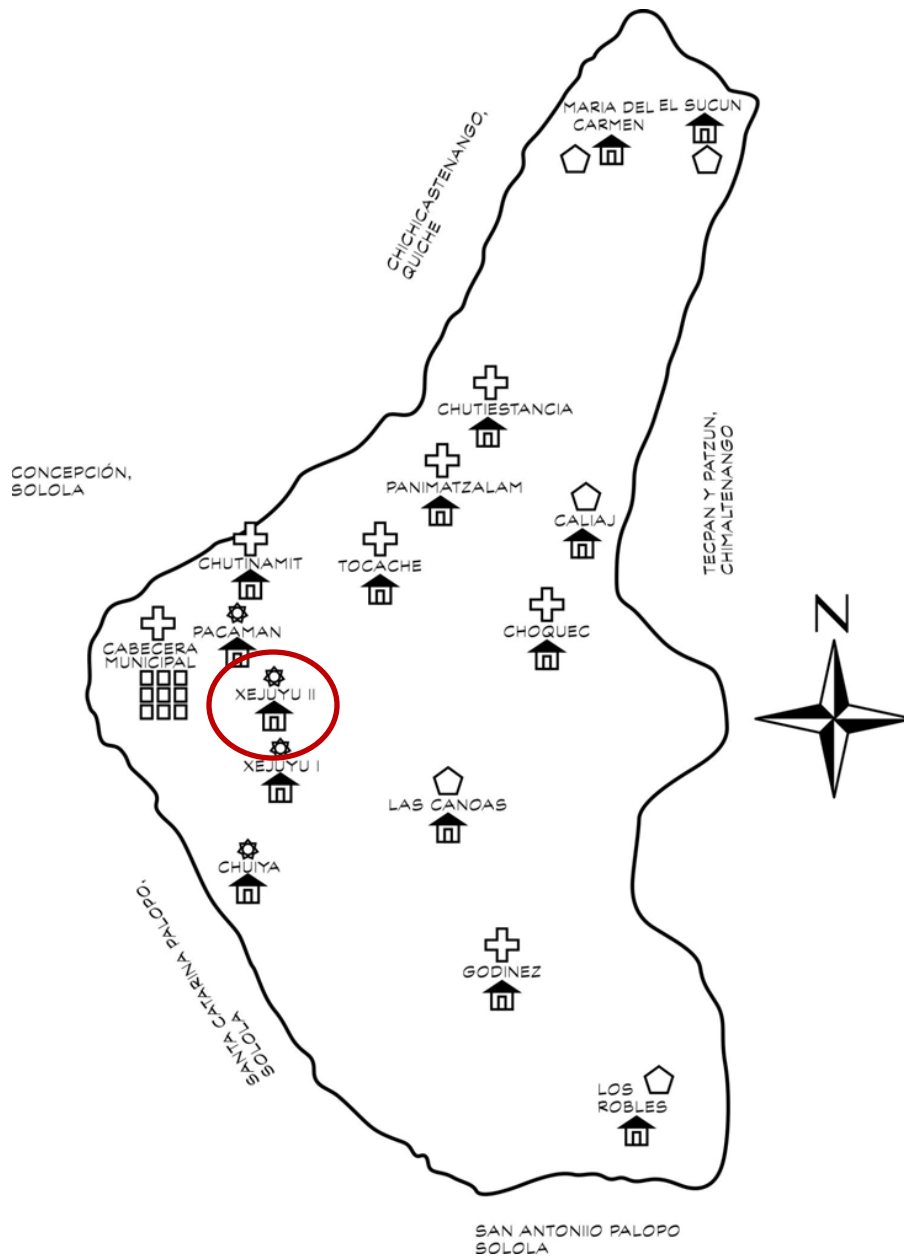 MARIA DEL
CARMEN
EL SUCUN
CHICHICASTENANGO,
QUICHE
CHUTIESTANCIA
CONCEPCIÓN,
SOLOLA
PANIMATZALAM
TECPAN Y PATZUN,
CHIMALTENANGO
CALIAJ
CHUTINAMIT
TOCACHE
PACAMAN
CHOQUEC
CABECERA
MUNICIPAL
N
XEJUYU II
XEJUYU I
LAS CANOAS
CHUIYA
SANTA CATARINA PALOPO,
SOLOLA
GODINEZ
LOS
ROBLES
SAN ANTONIIO PALOPO
SOLOLA